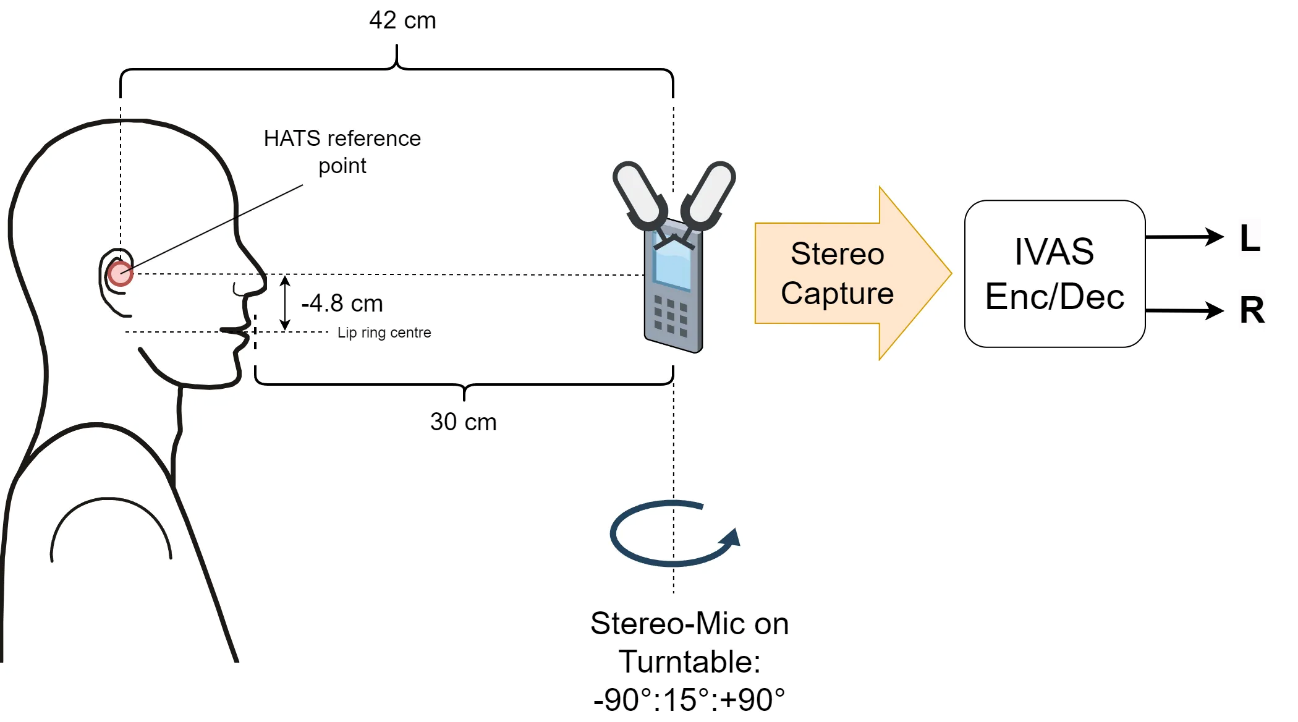 42 cm
HATS reference
point
-4.8 cm
Lip ring centre
30 cm
Stereo
Capture
IVAS
Enc/Dec
L
R
Stereo-Mic on
Turntable:
-90°:15°:+90°